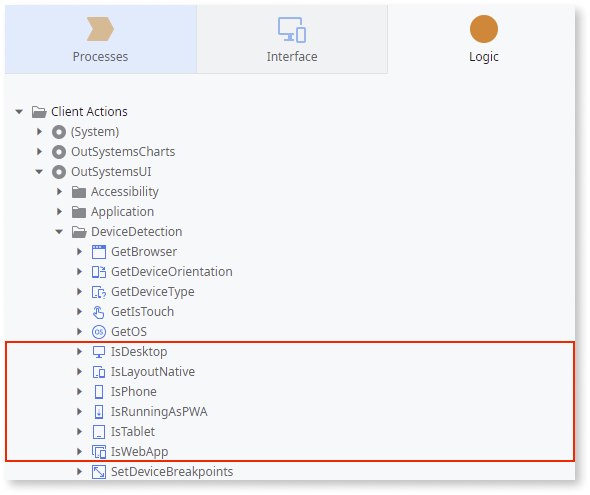 Processes
Interface
Logic
Client Actions
(System)
OutSystemsCharts
OutSystemsUI
Accessibility
Application
DeviceDetection
GetBrowser
GetDeviceOrientation
GetDeviceType
GetIsTouch
OS GetOS
IsDesktop
IsLayoutNative
IsPhone
IsRunningAsPWA
IsTablet
IsWebApp
SetDeviceBreakpoints